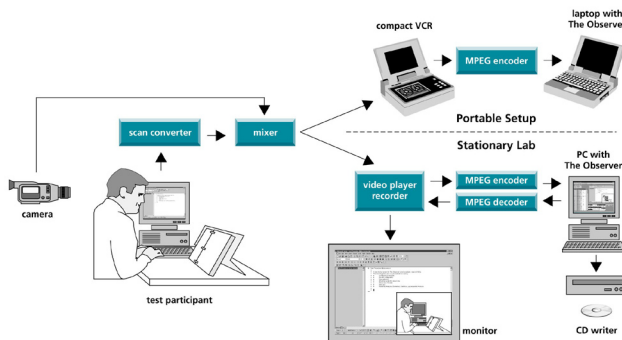 compact VCR
laptop with
The Observer
MPEG encoder
scan converter
mixer
Portable Setup
Stationary Lab
PC with
The Observer
video player
recorder
MPEG encoder
MPEG decoder
camera
test participant
monitor
CD writer